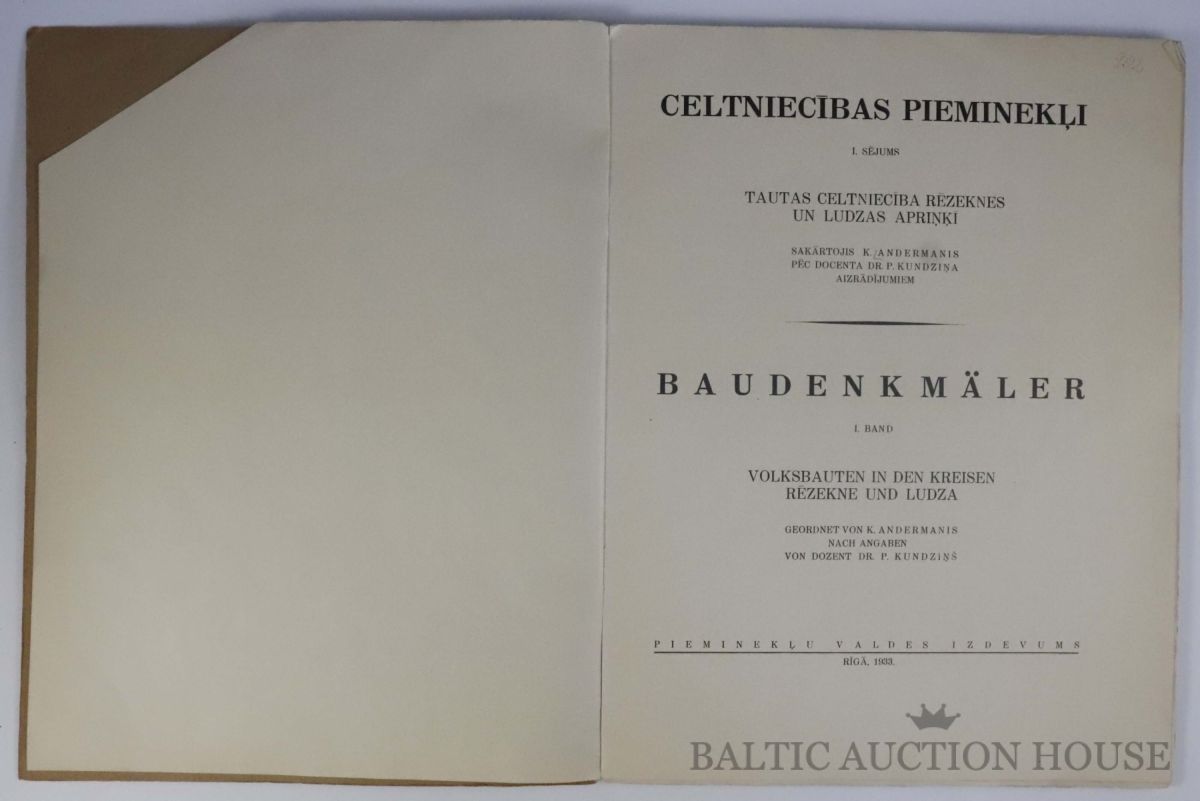 CELTNIECĪBAS PIEMINEKĻI
I. SĒJUMS
TAUTAS CELTNIECĪBA RĒZEKNES
UN LUDZAS APRIŅĶĪ
SAKĀRTOJIS K. ANDERMANIS
PĒC DOCENTA DR. P. KUNDZIŅA
AIZRĀDĪJUMIEM
BAUDENKMÄLER
I. BAND
VOLKSBAUTEN IN DEN KREISEN
RĒZEKNE UND LUDZA
GEORDNET VON K. ANDERMANIS
NACH ANGABEN
VON DOZENT DR. P. KUNDZIŅŠ
PIEMINEKĻU VALDES IZDEVUMS
RĪGĀ, 1933.
BALTIC AUCTION HOUSE